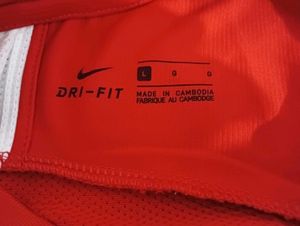 L G G
DRI-FIT
MADE IN CAMBODIA
FABRIQUE AU CAMBODGE